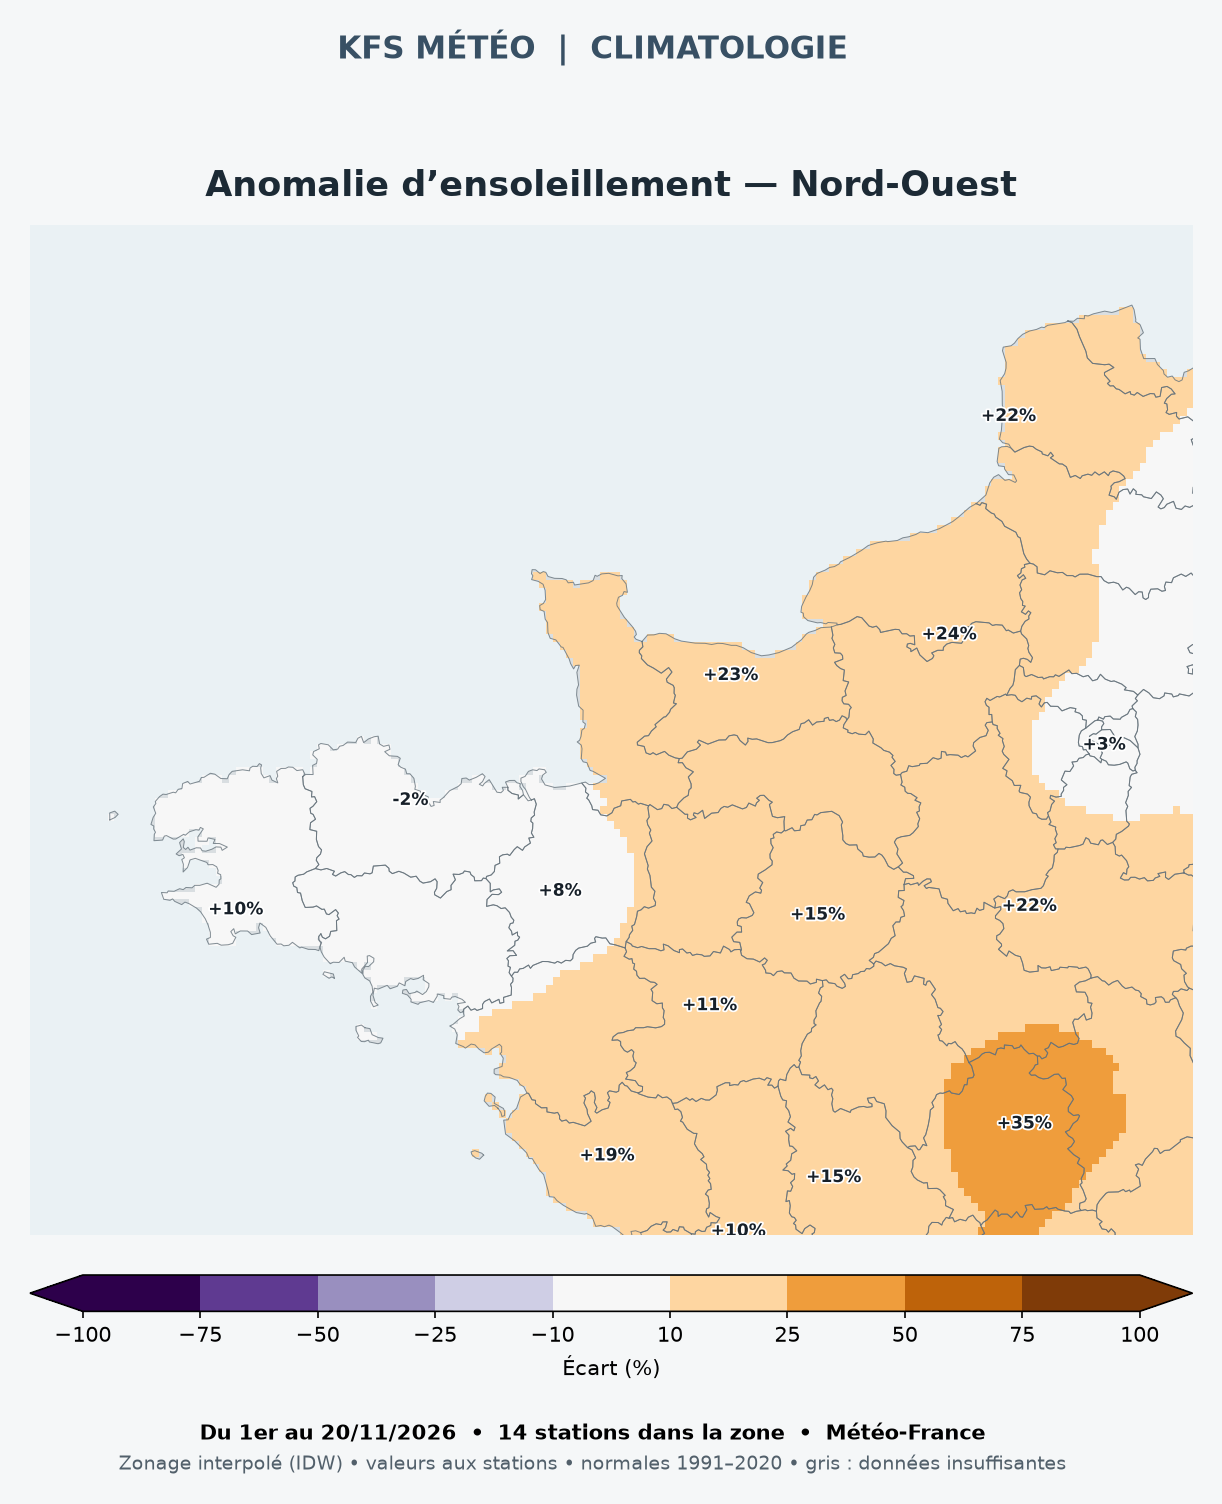 KFS MÉTÉO | CLIMATOLOGIE
Anomalie d’ensoleillement — Nord-Ouest
+22%
+24%
+23%
+3%
-2%
+8%
+22%
+10%
+15%
+11%
+35%
+19%
+15%
+10%
−100 −75 −50 −25 −10 10 25 50 75 100
Écart (%)
Du 1er au 20/11/2026 • 14 stations dans la zone • Météo-France
Zonage interpolé (IDW) • valeurs aux stations • normales 1991–2020 • gris : données insuffisantes